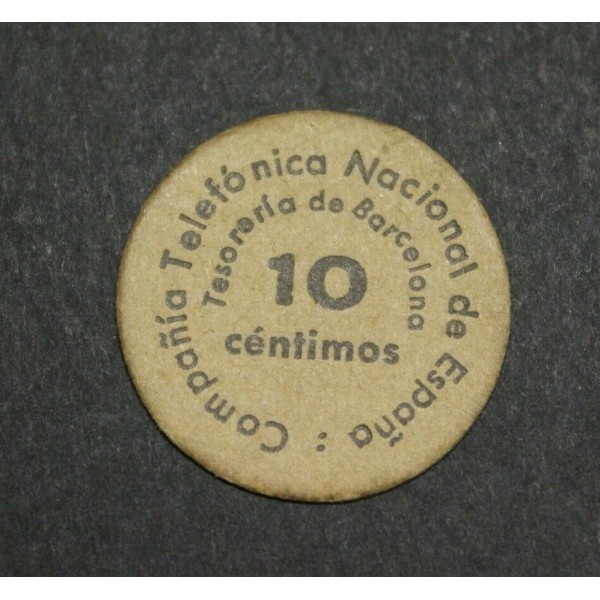 Compañía Telefónica Nacional de España :
Tesorería de Barcelona
10
céntimos